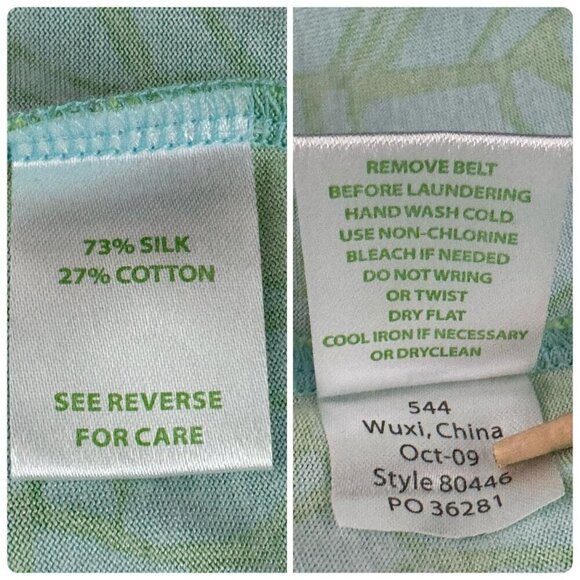 73% SILK
27% COTTON
SEE REVERSE
FOR CARE
REMOVE BELT
BEFORE LAUNDERING
HAND WASH COLD
USE NON-CHLORINE
BLEACH IF NEEDED
DO NOT WRING
OR TWIST
DRY FLAT
COOL IRON IF NECESSARY
OR DRYCLEAN
544
Wuxi, China
Oct-09
Style 80446
PO 36281